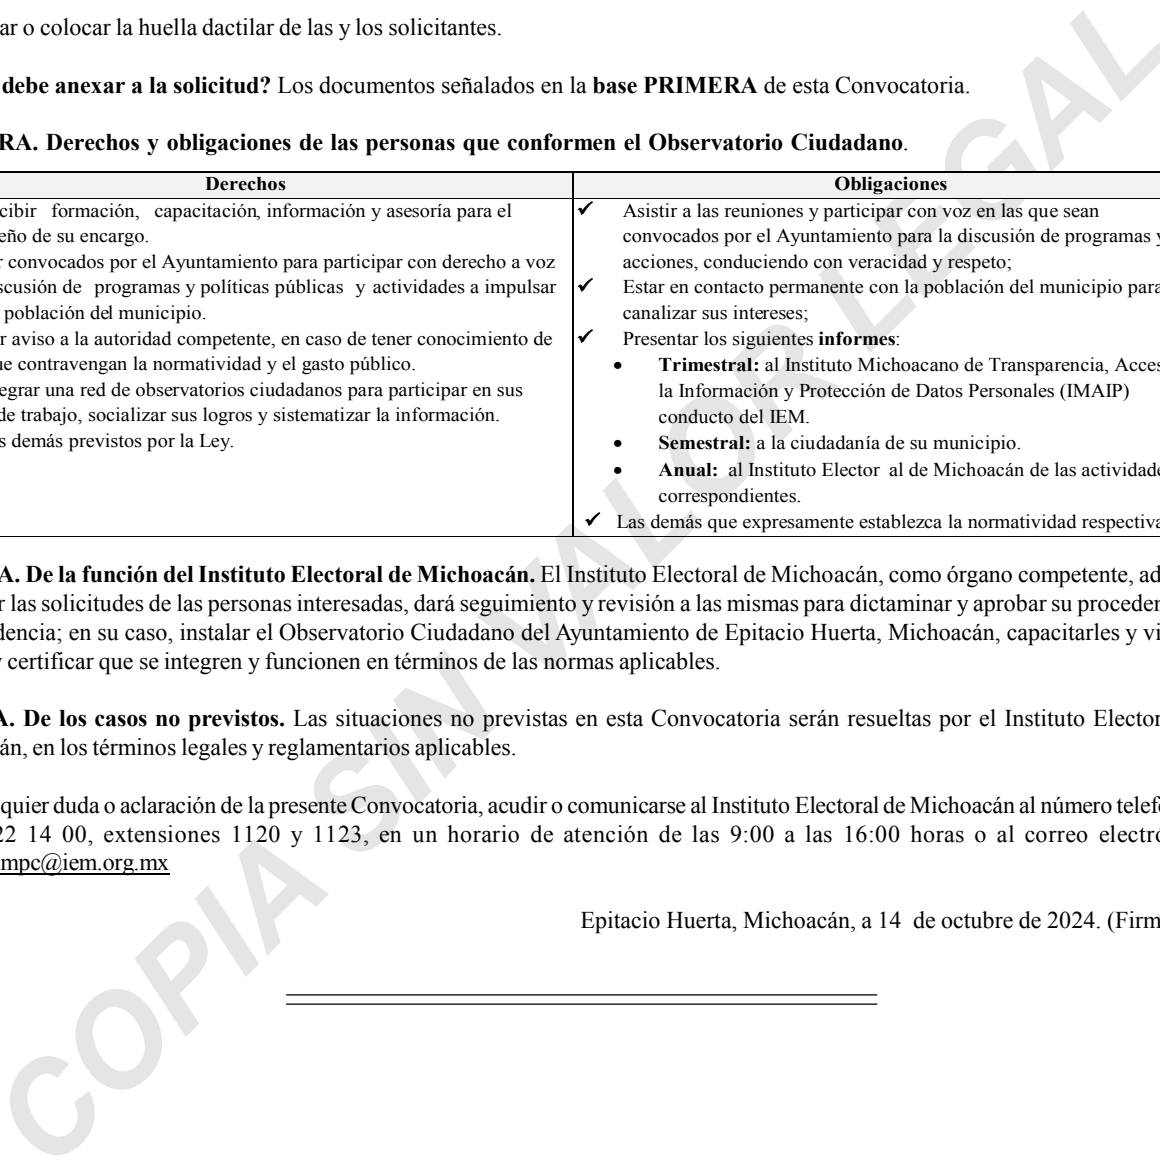 ar o colocar la huella dactilar de las y los solicitantes.
debe anexar a la solicitud? Los documentos señalados en la base PRIMERA de esta Convocatoria.
RA. Derechos y obligaciones de las personas que conformen el Observatorio Ciudadano.
Derechos
cibir formación, capacitación, información y asesoría para el
eño de su encargo.
r convocados por el Ayuntamiento para participar con derecho a voz
scusión de programas y políticas públicas y actividades a impulsar
población del municipio.
r aviso a la autoridad competente, en caso de tener conocimiento de
ue contravengan la normatividad y el gasto público.
egrar una red de observatorios ciudadanos para participar en sus
de trabajo, socializar sus logros y sistematizar la información.
s demás previstos por la Ley.
Obligaciones
✓ Asistir a las reuniones y participar con voz en las que sean
convocados por el Ayuntamiento para la discusión de programas y
acciones, conduciendo con veracidad y respeto;
✓ Estar en contacto permanente con la población del municipio para
canalizar sus intereses;
✓ Presentar los siguientes informes:
• Trimestral: al Instituto Michoacano de Transparencia, Acces
la Información y Protección de Datos Personales (IMAIP)
conducto del IEM.
• Semestral: a la ciudadanía de su municipio.
• Anual: al Instituto Elector al de Michoacán de las actividade
correspondientes.
✓ Las demás que expresamente establezca la normatividad respectiva
A. De la función del Instituto Electoral de Michoacán. El Instituto Electoral de Michoacán, como órgano competente, ad
r las solicitudes de las personas interesadas, dará seguimiento y revisión a las mismas para dictaminar y aprobar su proceden
dencia; en su caso, instalar el Observatorio Ciudadano del Ayuntamiento de Epitacio Huerta, Michoacán, capacitarles y vi
y certificar que se integren y funcionen en términos de las normas aplicables.
A. De los casos no previstos. Las situaciones no previstas en esta Convocatoria serán resueltas por el Instituto Elector
án, en los términos legales y reglamentarios aplicables.
quier duda o aclaración de la presente Convocatoria, acudir o comunicarse al Instituto Electoral de Michoacán al número telef
22 14 00, extensiones 1120 y 1123, en un horario de atención de las 9:00 a las 16:00 horas o al correo electró
mpc@iem.org.mx
Epitacio Huerta, Michoacán, a 14 de octubre de 2024. (Firm
COPIA SIN VALOR LEGAL